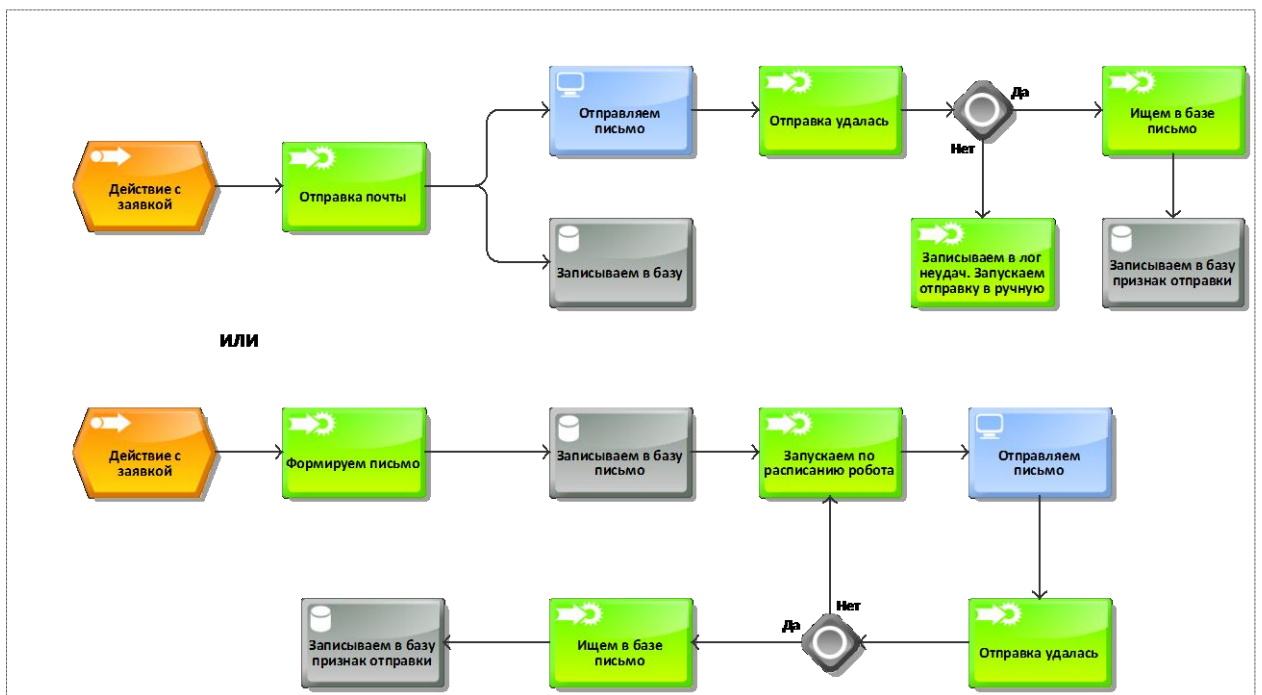 Действие с
заявкой
Отправка почты
Отправляем
письмо
Записываем в базу
Отправка удалась
Да
Нет
Ищем в базе
письмо
Записываем в лог
неудач. Запускаем
отправку в ручную
Записываем в базу
признак отправки
или
Действие с
заявкой
Формируем письмо
Записываем в базу
письмо
Запускаем по
расписанию робота
Отправляем
письмо
Отправка удалась
Нет
Да
Ищем в базе
письмо
Записываем в базу
признак отправки